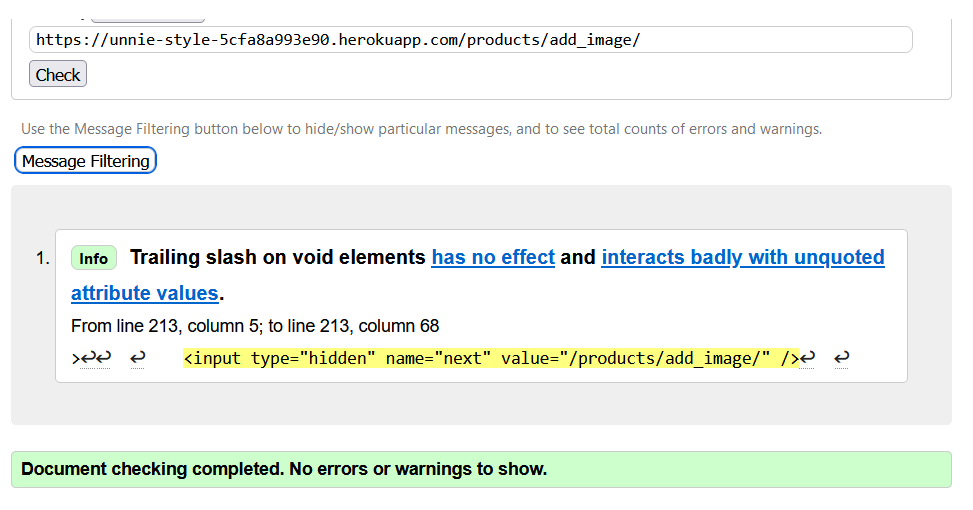 https://unnie-style-5cfa8a993e90.herokuapp.com/products/add_image/
Check
Use the Message Filtering button below to hide/show particular messages, and to see total counts of errors and warnings.
Message Filtering
1. Info Trailing slash on void elements has no effect and interacts badly with unquoted
attribute values.
From line 213, column 5; to line 213, column 68
>↩↩ ↩ <input type="hidden" name="next" value="/products/add_image/" />↩ ↩
Document checking completed. No errors or warnings to show.